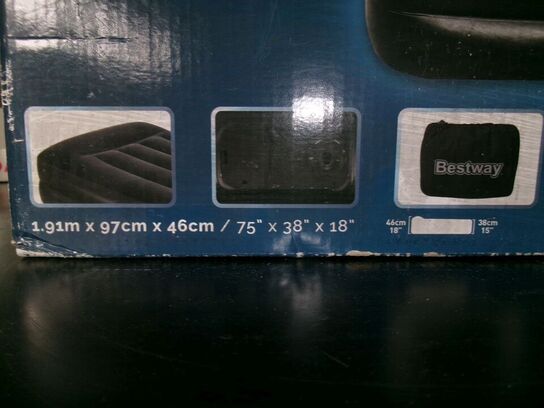 Bestway
1.91m x 97cm x 46cm / 75" x 38" x 18"
46cm
18"
38cm
15"